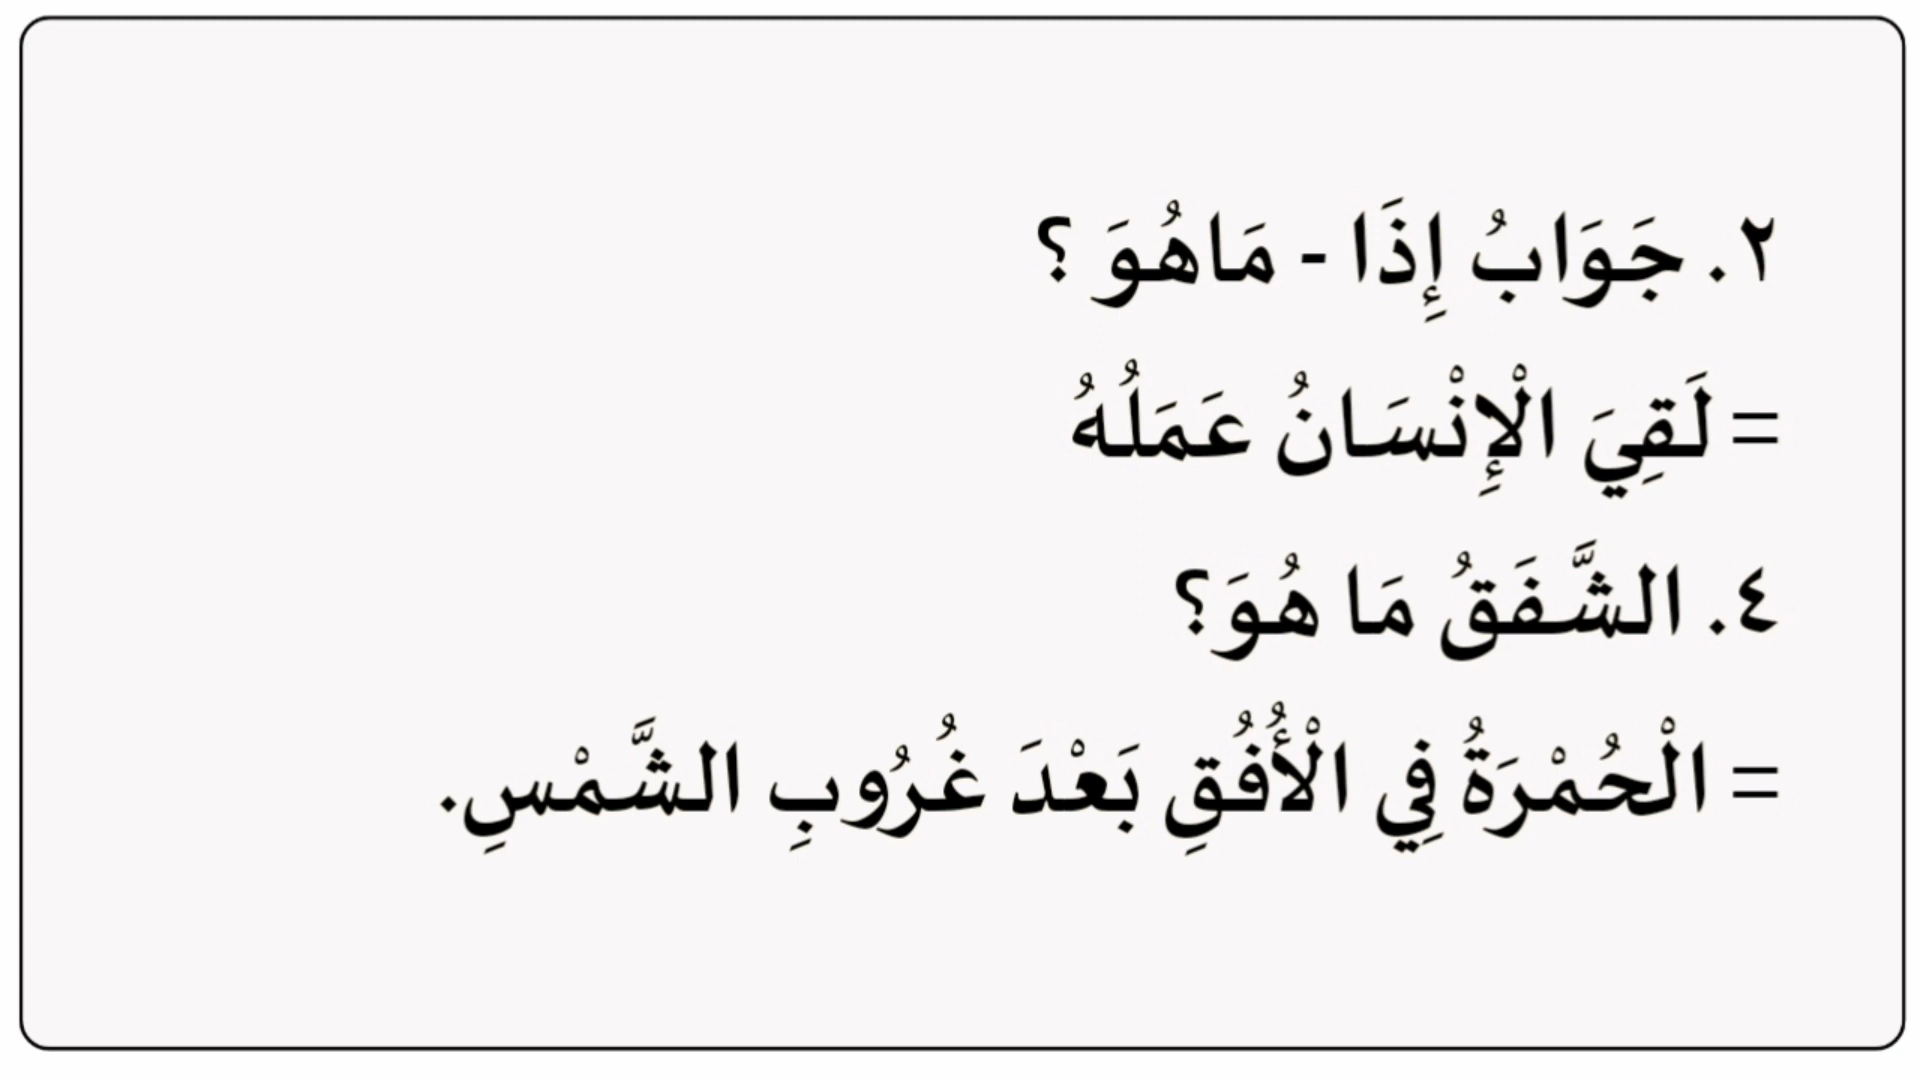 ٢. جَوَابُ إِذَا - مَاهُوَ ؟
= لَقِيَ الْإِنْسَانُ عَمَلُهُ
٤. الشَّفَقُ مَا هُوَ؟
= الْحُمْرَةُ فِي الْأُفُقِ بَعْدَ غُرُوبِ الشَّمْسِ.